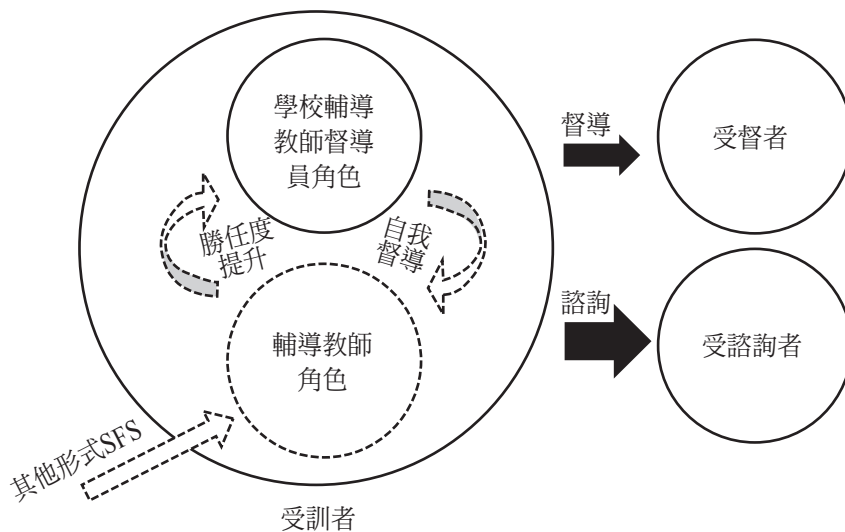 學校輔導
教師督導
員角色
督導
受督者
勝任度
提升
自我
督導
諮詢
受諮詢者
輔導教師
角色
其他形式SFS
受訓者